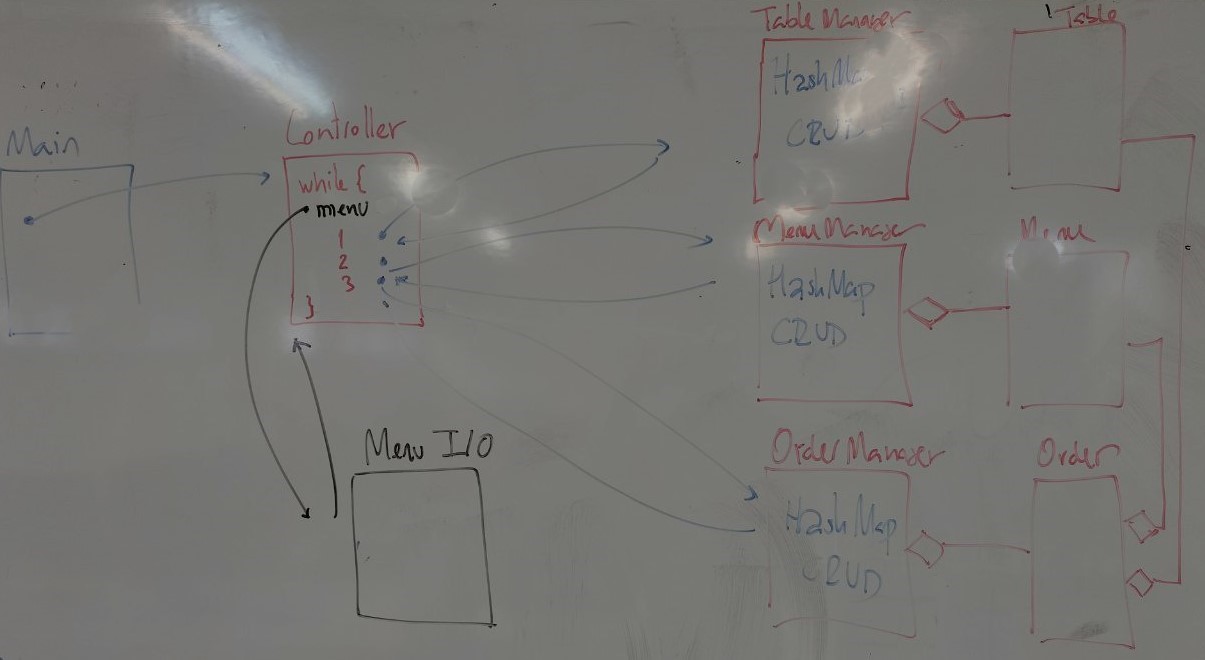 Main
Controller
while {
menu
1
2
3
}
Menu I/O
Table Manager
HashMap
CRUD
Table
Menu Manager
HashMap
CRUD
Menu
Order Manager
HashMap
CRUD
Order